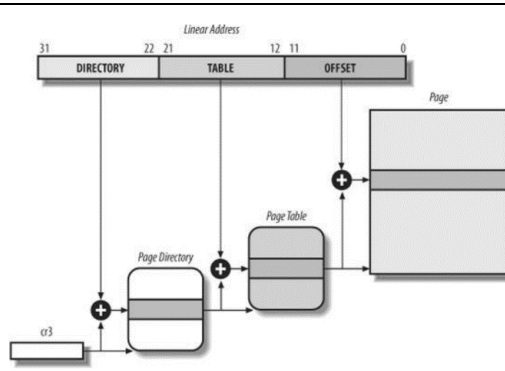 Linear Address
31 22 21 12 11 0
DIRECTORY TABLE OFFSET
Page
Page Table
Page Directory
cr3